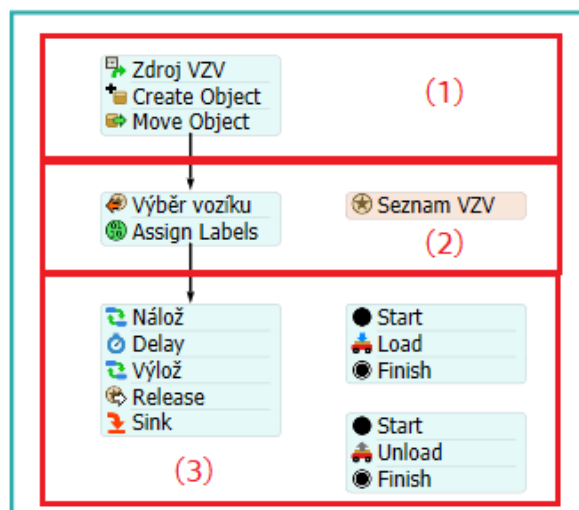 Zdroj VZV
Create Object
Move Object
(1)
Výběr vozíku
Assign Labels
Seznam VZV
(2)
Nálož
Delay
Výlož
Release
Sink
(3)
Start
Load
Finish
Start
Unload
Finish